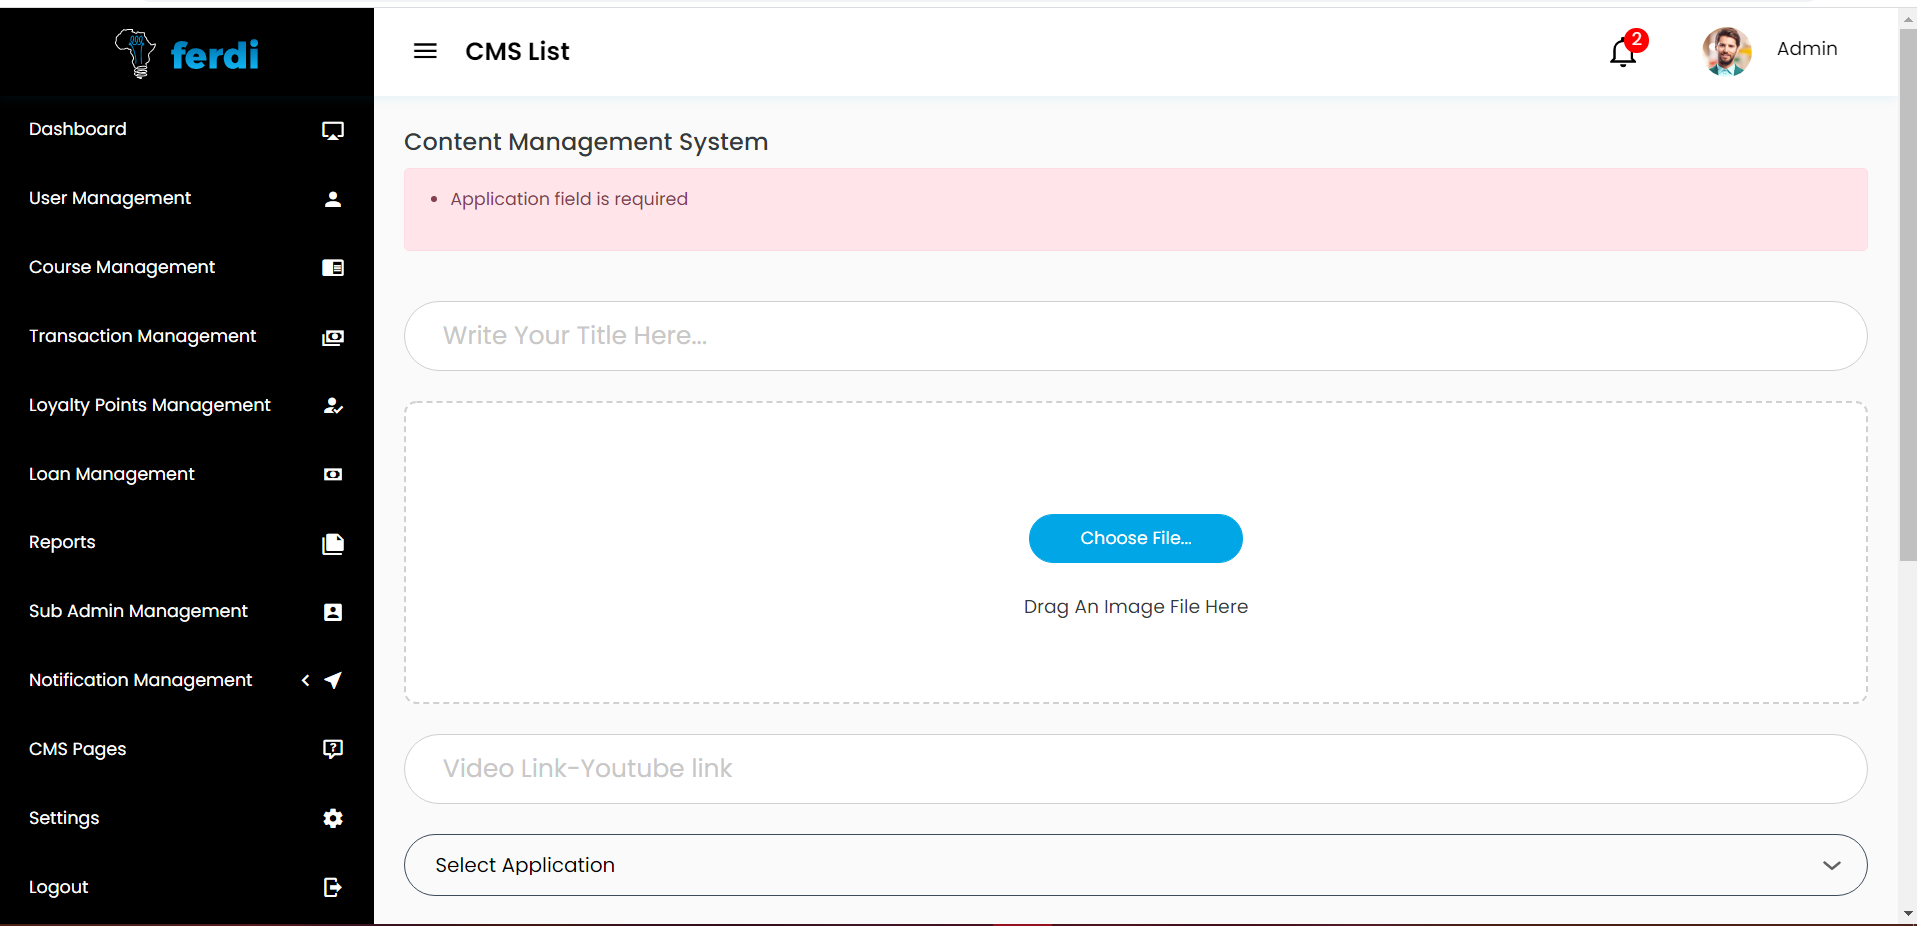 ferdi
CMS List
2
Admin
Dashboard
User Management
Course Management
Transaction Management
Loyalty Points Management
Loan Management
Reports
Sub Admin Management
Notification Management
CMS Pages
Settings
Logout
Content Management System
• Application field is required
Write Your Title Here...
Choose File...
Drag An Image File Here
Video Link-Youtube link
Select Application